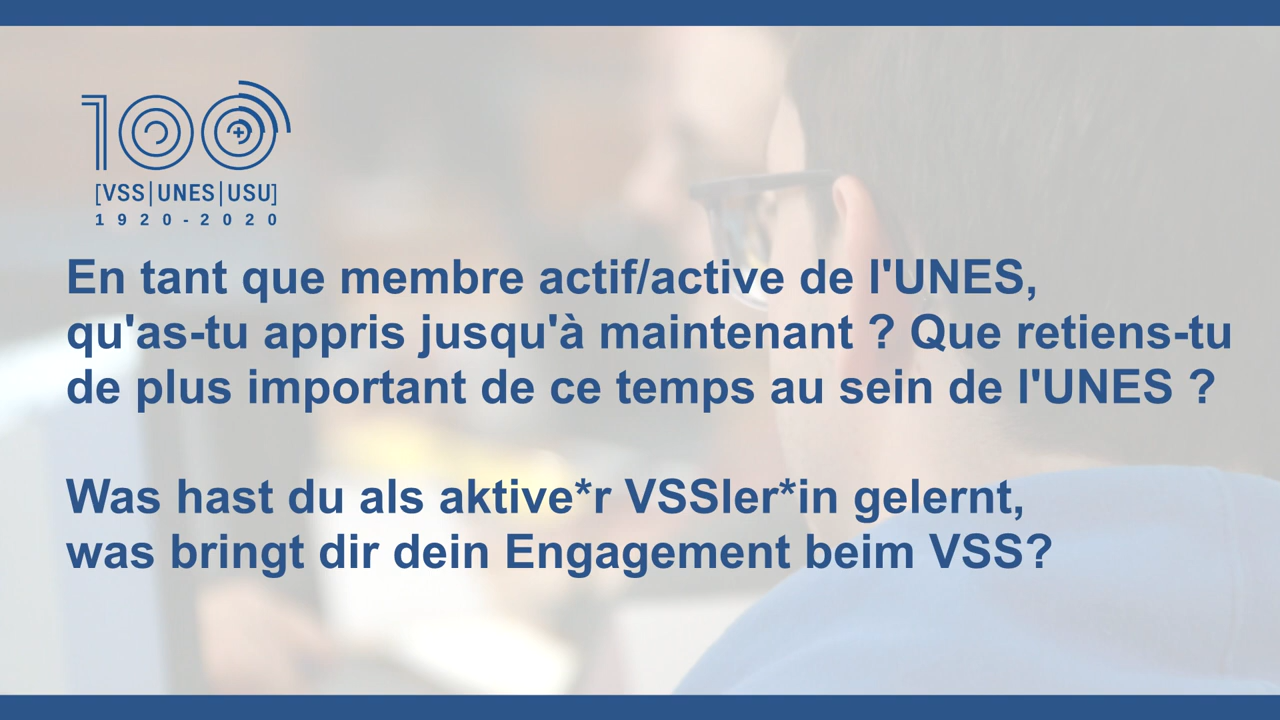 100
[VSS|UNES|USU]
1920-2020
En tant que membre actif/active de l'UNES,
qu'as-tu appris jusqu'à maintenant ? Que retiens-tu
de plus important de ce temps au sein de l'UNES ?
Was hast du als aktive*r VSSler*in gelernt,
was bringt dir dein Engagement beim VSS?